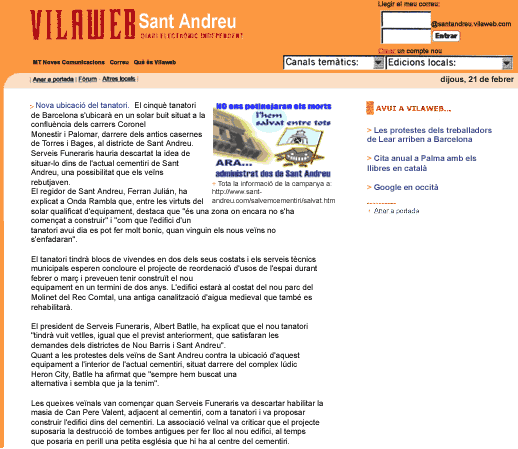 Llegir el meu correu:
VILAWEB Sant Andreu
DIARI ELECTRÒNIC INDEPENDENT
@santandreu.vilaweb.com
Entrar
Crear un compte nou
MT Noves Comunicacions Correu Què és Vilaweb
Canals temàtics: Edicions locals:
| Anar a portada | Fòrum - Altres locals |
dijous, 21 de febrer
> Nova ubicació del tanatori. El cinquè tanatori
de Barcelona s'ubicarà en un solar buit situat a la
confluència dels carrers Coronel
Monestir i Palomar, darrere dels antics casernes
de Torres i Bages, al districte de Sant Andreu.
Serveis Funeraris hauria descartat la idea de
situar-lo dins de l'actual cementiri de Sant
Andreu, una possibilitat que els veïns
rebutjaven.
El regidor de Sant Andreu, Ferran Julián, ha
explicat a Onda Rambla que, entre les virtuts del
solar qualificat d'equipament, destaca que "és una zona on encara no s'ha
començat a construir" i "com que l'edifici d'un
tanatori avui dia es pot fer molt bonic, quan vinguin els nous veïns no
s'enfadaran".
NO ens potinejaran els morts
l'hem
salvat entre tots
ARA...
administrat des de Sant Andreu
> Tota la informació de la campanya a:
http://www.sant-
andreu.com/salvemcementiri/salvat.htm
El tanatori tindrà blocs de vivendes en dos dels seus costats i els serveis tècnics
municipals esperen concloure el projecte de reordenació d'usos de l'espai durant
febrer o març i preveuen tenir construït el nou
equipament en un termini de dos anys. L'edifici estarà al costat del nou parc del
Molinet del Rec Comtal, una antiga canalització d'aigua medieval que també es
rehabilitarà.
El president de Serveis Funeraris, Albert Batlle, ha explicat que el nou tanatori
"tindrà vuit vetlles, igual que el previst anteriorment, que satisfaran les
demandes dels districtes de Nou Barris i Sant Andreu".
Quant a les protestes dels veïns de Sant Andreu contra la ubicació d'aquest
equipament a l'interior de l'actual cementiri, situat darrere del complex lúdic
Heron City, Batlle ha afirmat que "sempre hem buscat una
alternativa i sembla que ja la tenim".
Les queixes veïnals van començar quan Serveis Funeraris va descartar habilitar la
masia de Can Pere Valent, adjacent al cementiri, com a tanatori i va proposar
construir l'edifici dins del cementiri. La associació veïnal va criticar que el projecte
suposaria la destrucció de tombes antigues per fer lloc al nou edifici, al temps
que posaria en perill una petita església que hi ha al centre del cementiri.
AVUI A VILAWEB...
> Les protestes dels treballadors
de Lear arriben a Barcelona
> Cita anual a Palma amb els
llibres en català
> Google en occità
> Anar a portada